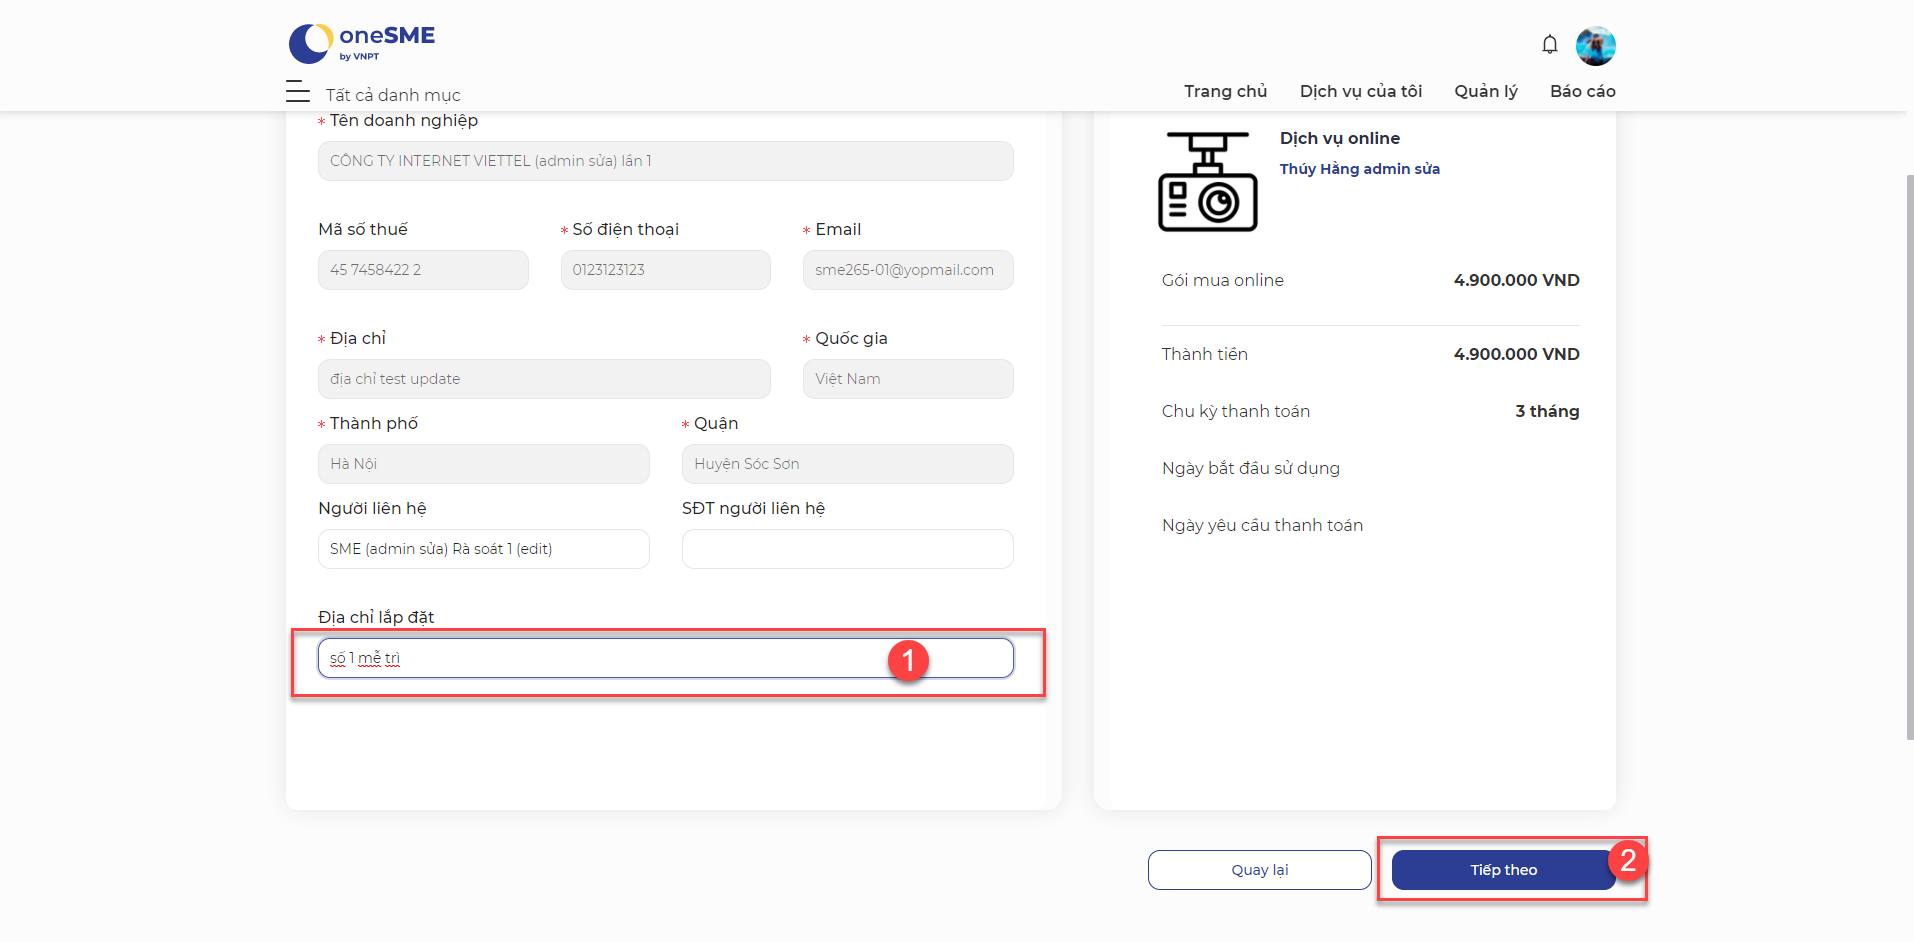 oneSME
by VNPT
Tất cả danh mục
Trang chủ
Dịch vụ của tôi
Quản lý
Báo cáo
* Tên doanh nghiệp
CÔNG TY INTERNET VIETTEL (admin sửa) lần 1
Mã số thuế
* Số điện thoại
* Email
45 7458422 2
0123123123
sme265-01@yopmail.com
* Địa chỉ
* Quốc gia
địa chỉ test update
Việt Nam
* Thành phố
* Quận
Hà Nội
Huyện Sóc Sơn
Người liên hệ
SĐT người liên hệ
SME (admin sửa) Rà soát 1 (edit)
Địa chỉ lắp đặt
số 1 mễ trì
1
Dịch vụ online
Thúy Hằng admin sửa
Gói mua online
4.900.000 VND
Thành tiền
4.900.000 VND
Chu kỳ thanh toán
3 tháng
Ngày bắt đầu sử dụng
Ngày yêu cầu thanh toán
Quay lại
Tiếp theo
2